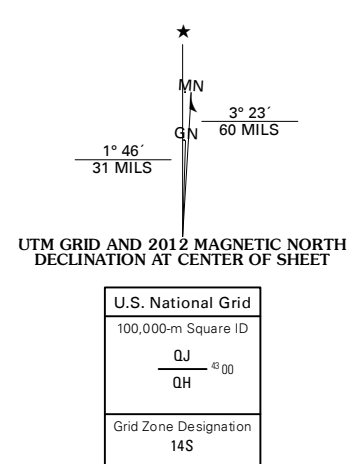 ★
MN
3° 23´
60 MILS
GN
1° 46´
31 MILS
UTM GRID AND 2012 MAGNETIC NORTH
DECLINATION AT CENTER OF SHEET
U.S. National Grid
100,000-m Square ID
QJ
43 00
QH
Grid Zone Designation
14S